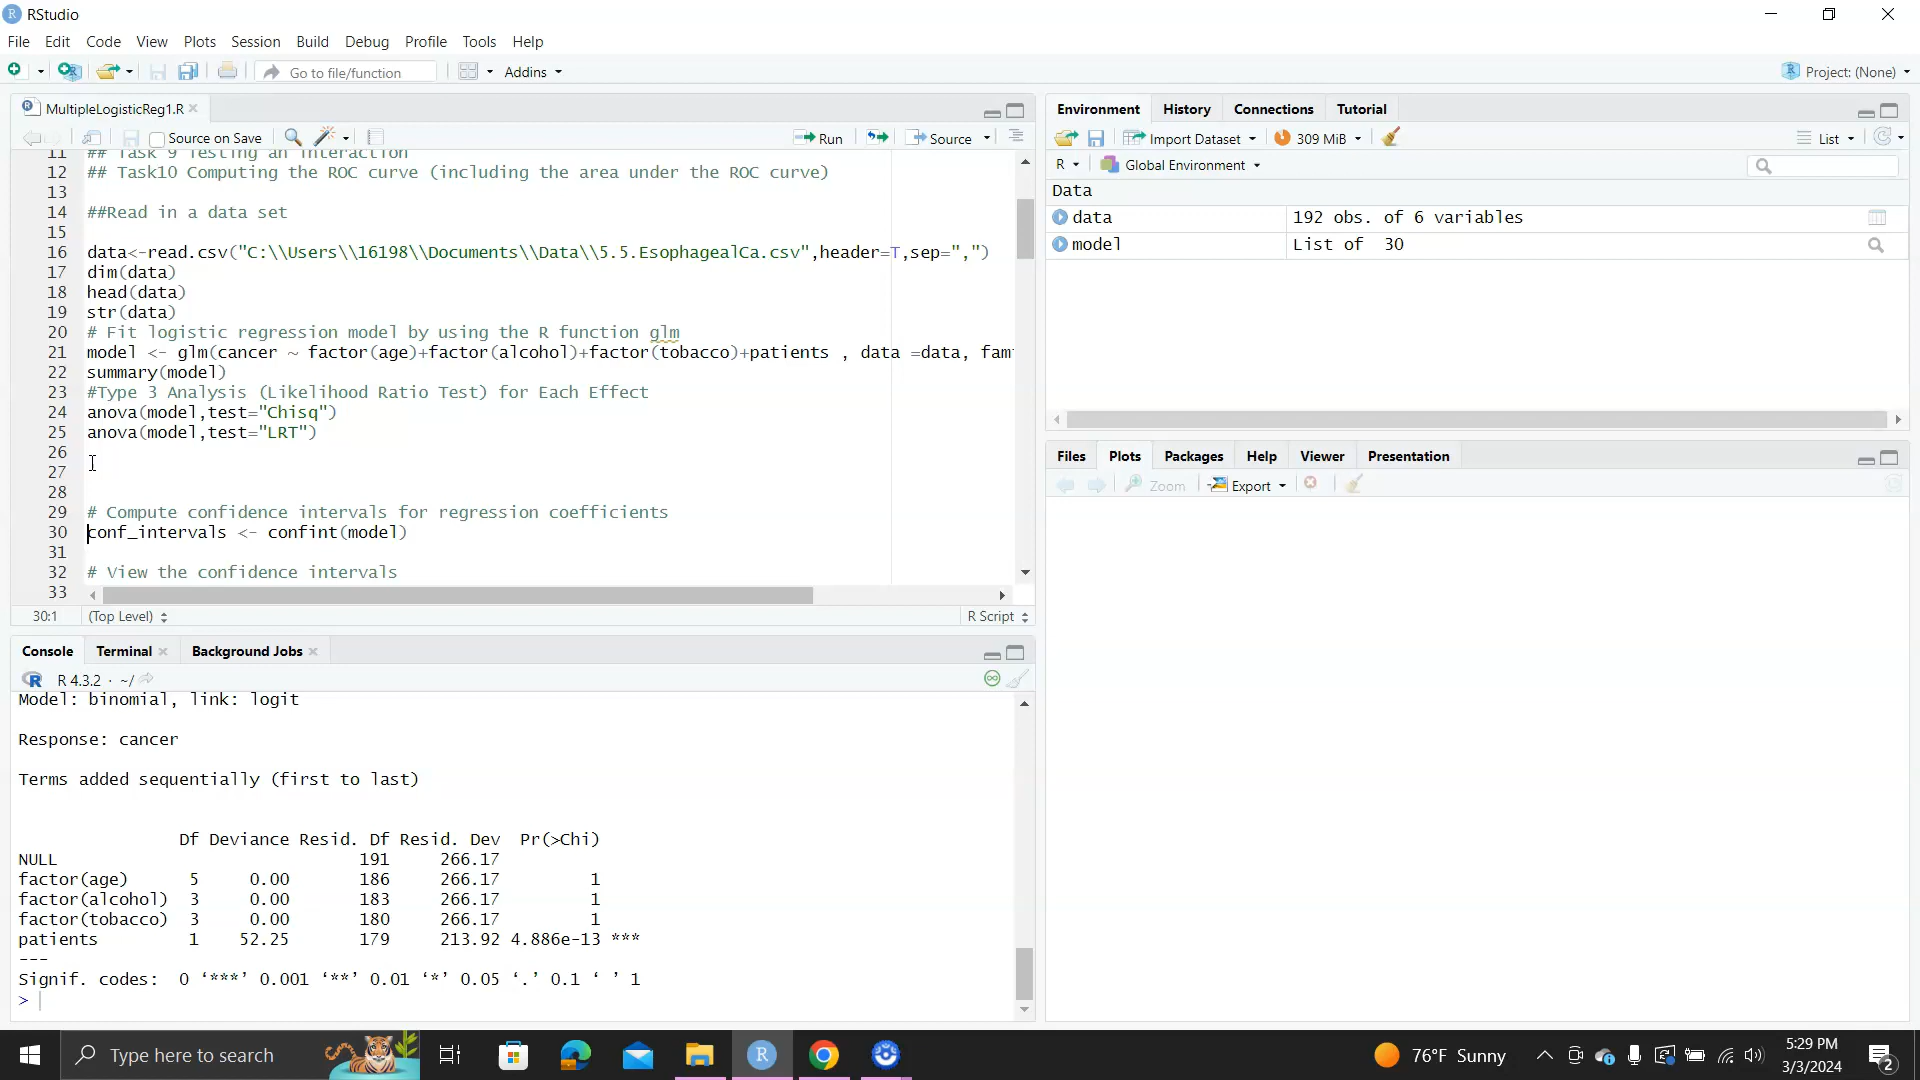 RStudio
File Edit Code View Plots Session Build Debug Profile Tools Help
Go to file/function Addins Project: (None)
MultipleLogisticReg1.R
Source on Save Run Source
11 ## Task 9 Testing an interaction
12 ## Task10 Computing the ROC curve (including the area under the ROC curve)
13
14 ##Read in a data set
15
16 data<-read.csv("C:\\Users\\16198\\Documents\\Data\\5.5.EsophagealCa.csv",header=T,sep=",")
17 dim(data)
18 head(data)
19 str(data)
20 # Fit logistic regression model by using the R function glm
21 model <- glm(cancer ~ factor(age)+factor(alcohol)+factor(tobacco)+patients , data =data, fam
22 summary(model)
23 #Type 3 Analysis (Likelihood Ratio Test) for Each Effect
24 anova(model,test="Chisq")
25 anova(model,test="LRT")
26
27
28
29 # Compute confidence intervals for regression coefficients
30 conf_intervals <- confint(model)
31
32 # View the confidence intervals
33
30:1 (Top Level) R Script
Console Terminal Background Jobs
R 4.3.2 · ~/
Model: binomial, link: logit
Response: cancer
Terms added sequentially (first to last)
Df Deviance Resid. Df Resid. Dev Pr(>Chi)
NULL 191 266.17
factor(age) 5 0.00 186 266.17 1
factor(alcohol) 3 0.00 183 266.17 1
factor(tobacco) 3 0.00 180 266.17 1
patients 1 52.25 179 213.92 4.886e-13 ***
---
Signif. codes: 0 ‘***’ 0.001 ‘**’ 0.01 ‘*’ 0.05 ‘.’ 0.1 ‘ ’ 1
>
Environment History Connections Tutorial
Import Dataset 309 MiB List
R Global Environment
Data
data 192 obs. of 6 variables
model List of 30
Files Plots Packages Help Viewer Presentation
Zoom Export
Type here to search
76°F Sunny
5:29 PM
3/3/2024
2